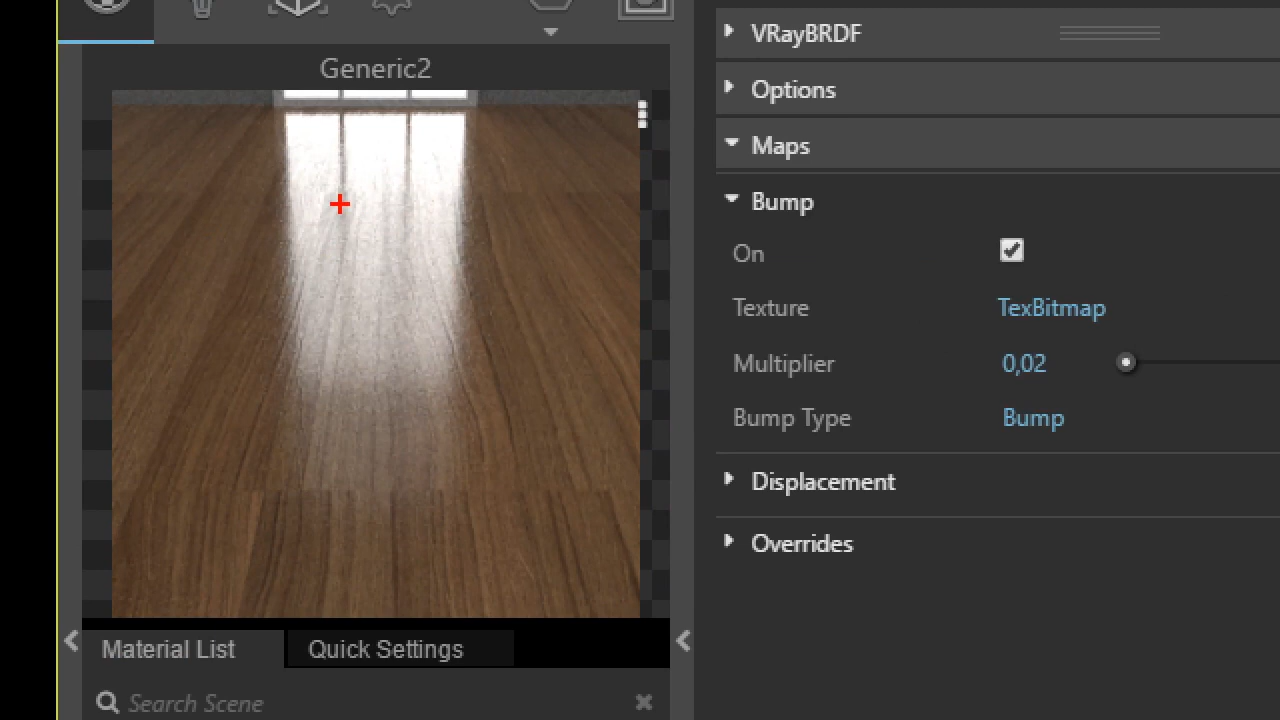 Generic2
Material List
Quick Settings
Search Scene
VRayBRDF
Options
Maps
Bump
On
Texture TexBitmap
Multiplier 0,02
Bump Type Bump
Displacement
Overrides